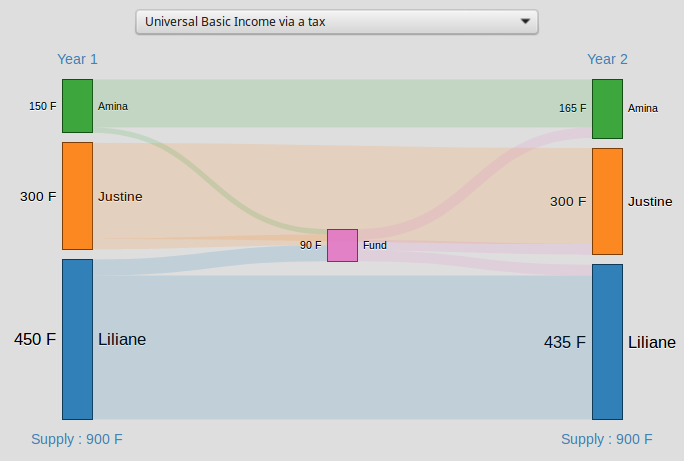 Universal Basic Income via a tax
Year 1
Year 2
150 F
Amina
165 F
Amina
300 F
Justine
300 F
Justine
90 F
Fund
450 F
Liliane
435 F
Liliane
Supply : 900 F
Supply : 900 F